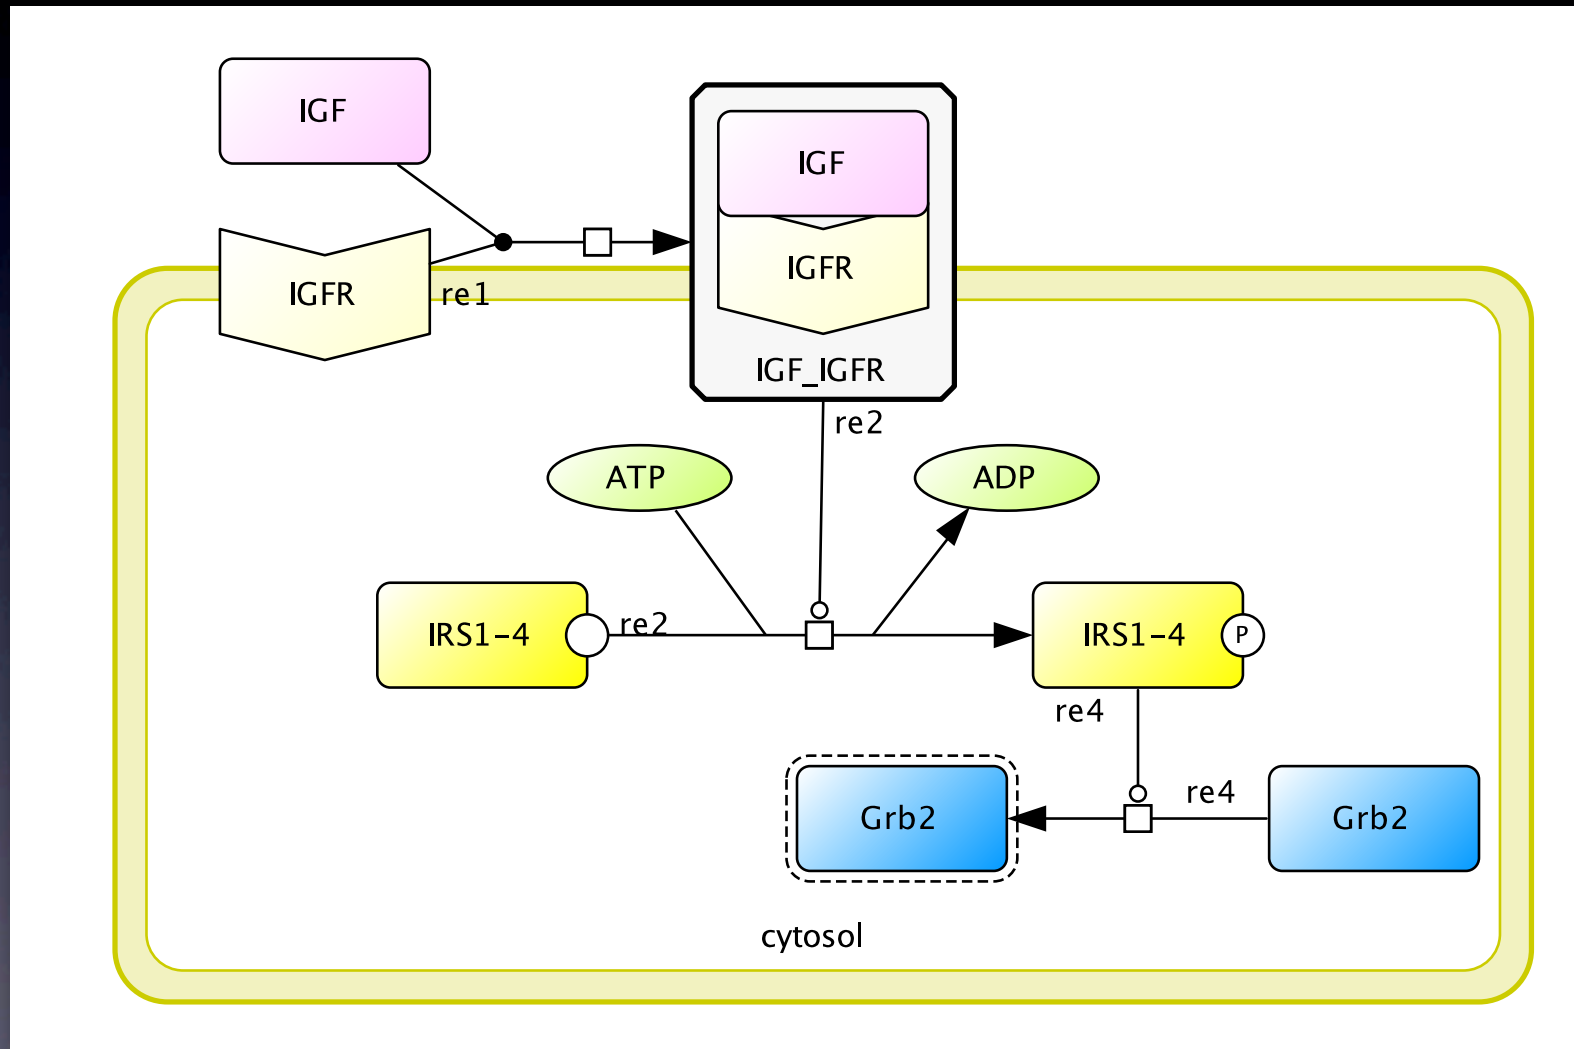 IGF
IGF
IGFR
IGFR
re1
IGF_IGFR
re2
ATP
ADP
IRS1-4
re2
IRS1-4
P
re4
Grb2
re4
Grb2
cytosol